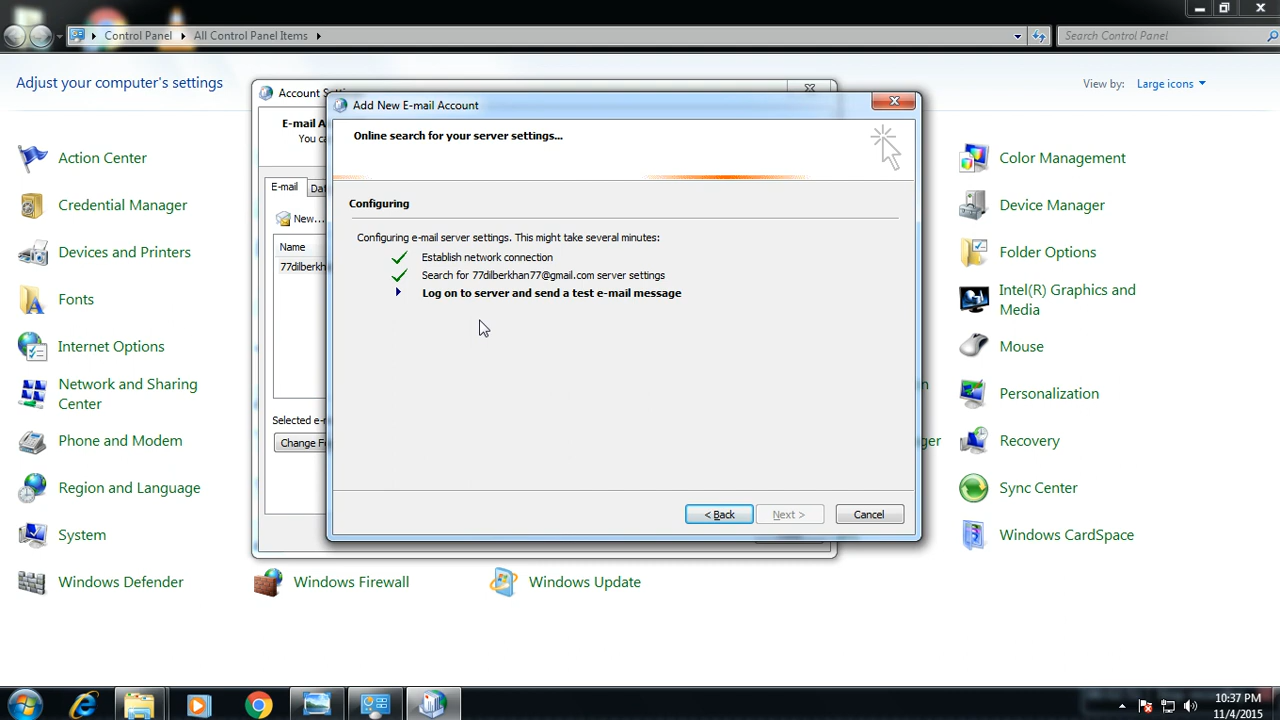 Control Panel
All Control Panel Items
Search Control Panel
Adjust your computer's settings
View by:
Large icons
Action Center
Credential Manager
Devices and Printers
Fonts
Internet Options
Network and Sharing
Center
Phone and Modem
Region and Language
System
Windows Defender
Windows Firewall
Windows Update
Account
E-mail
You
E-mail
New...
Name
Selected
Change
Add New E-mail Account
Online search for your server settings...
Configuring
Configuring e-mail server settings. This might take several minutes:
Establish network connection
Search for 77dilberkhan77@gmail.com server settings
Log on to server and send a test e-mail message
< Back
Next >
Cancel
Color Management
Device Manager
Folder Options
Intel(R) Graphics and
Media
Mouse
Personalization
Recovery
Sync Center
Windows CardSpace
10:37 PM
11/4/2015